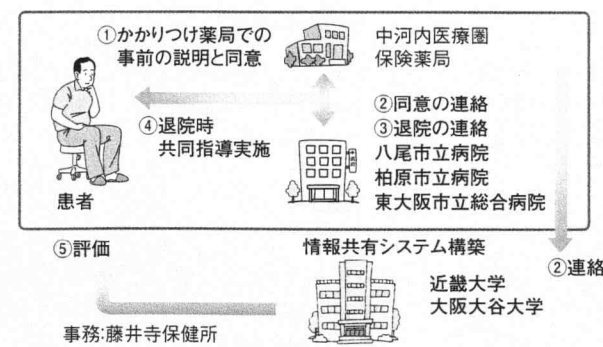 ①かかりつけ薬局での
事前の説明と同意
中河内医療圏
保険薬局
②同意の連絡
③退院の連絡
④退院時
共同指導実施
八尾市立病院
柏原市立病院
東大阪市立総合病院
患者
⑤評価
情報共有システム構築
②連絡
近畿大学
大阪大谷大学
事務:藤井寺保健所